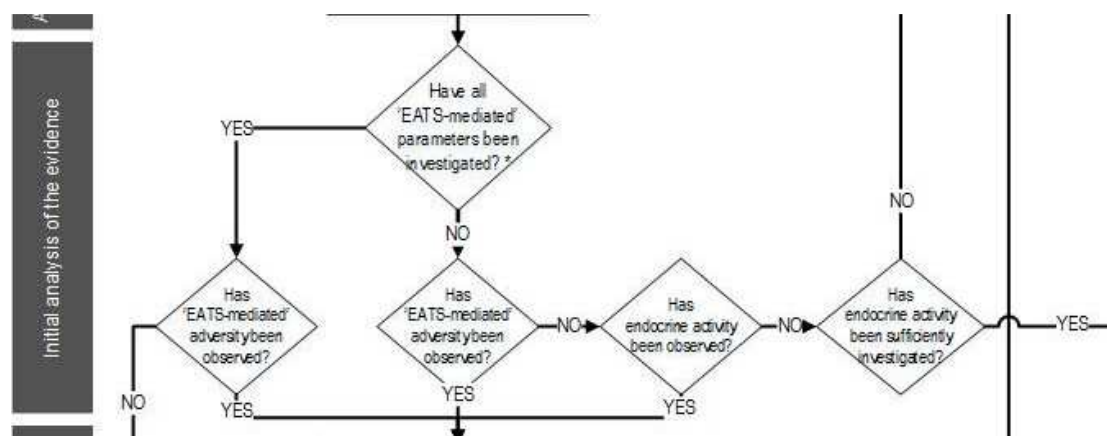 A
Initial analysis of the evidence
Have all
'EATS-mediated'
parameters been
investigated? *
YES
NO
NO
Has
'EATS-mediated'
adversity been
observed?
Has
'EATS-mediated'
adversity been
observed?
NO
Has
endocrine activity
been observed?
NO
Has
endocrine activity
been sufficiently
investigated?
YES
NO
YES
YES
YES